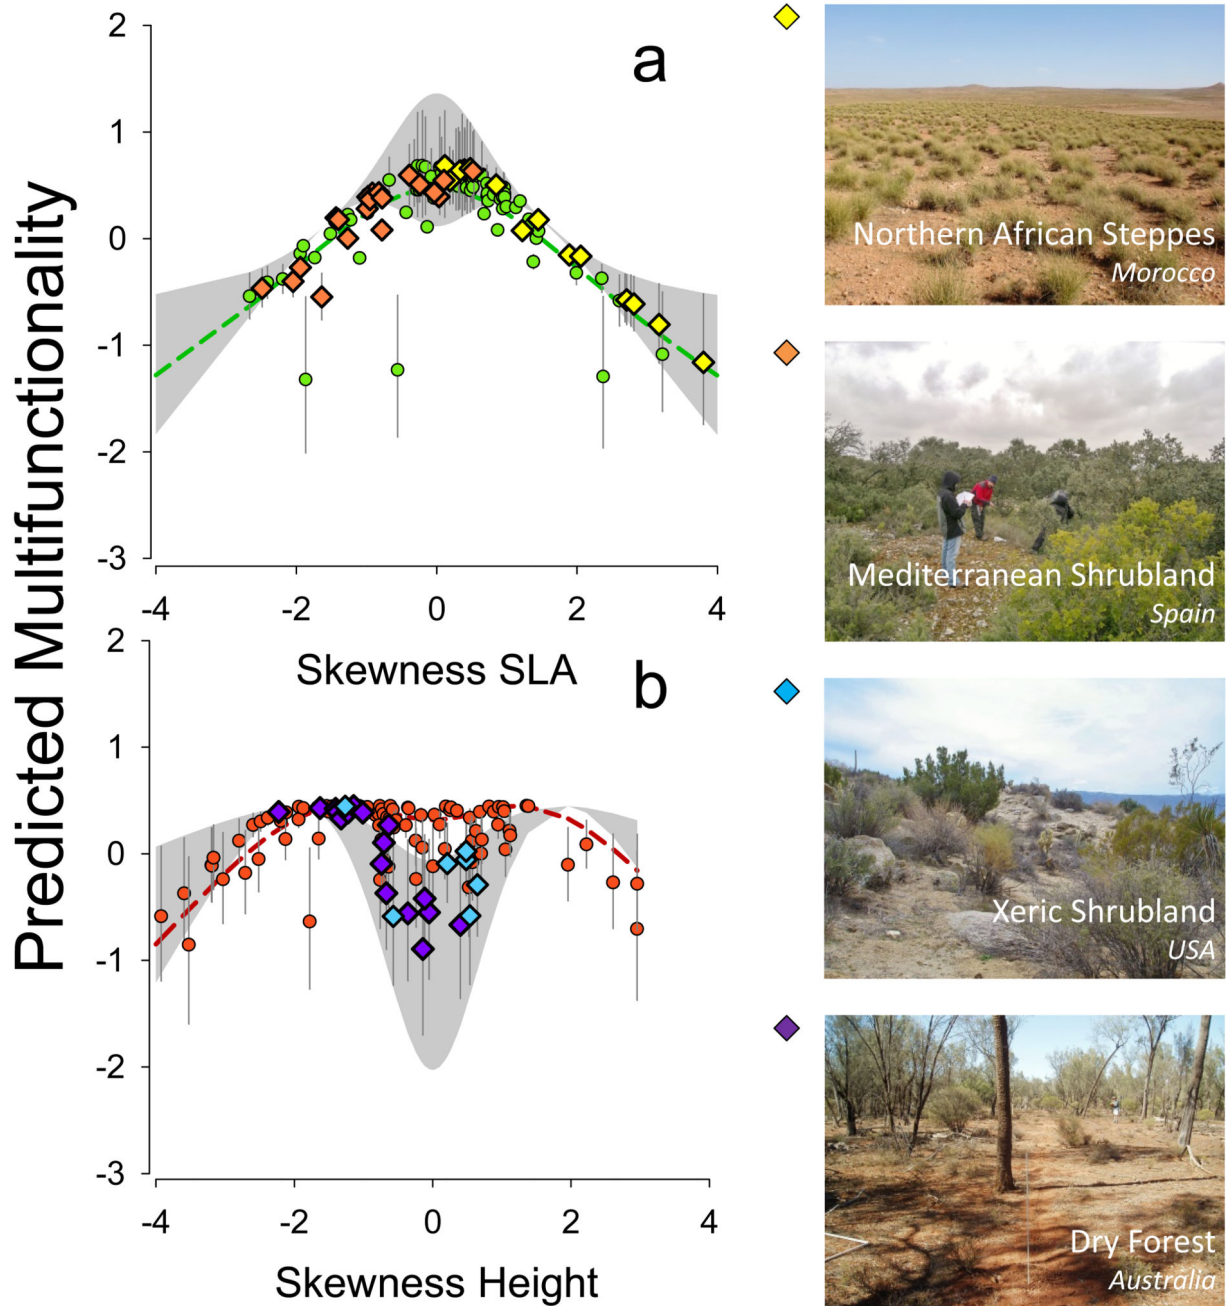 Predicted Multifunctionality
a
2
1
0
-1
-2
-3
-4
-2
0
2
4
Skewness SLA
b
2
1
0
-1
-2
-3
-4
-2
0
2
4
Skewness Height
Northern African Steppes
Morocco
Mediterranean Shrubland
Spain
Xeric Shrubland
USA
Dry Forest
Australia